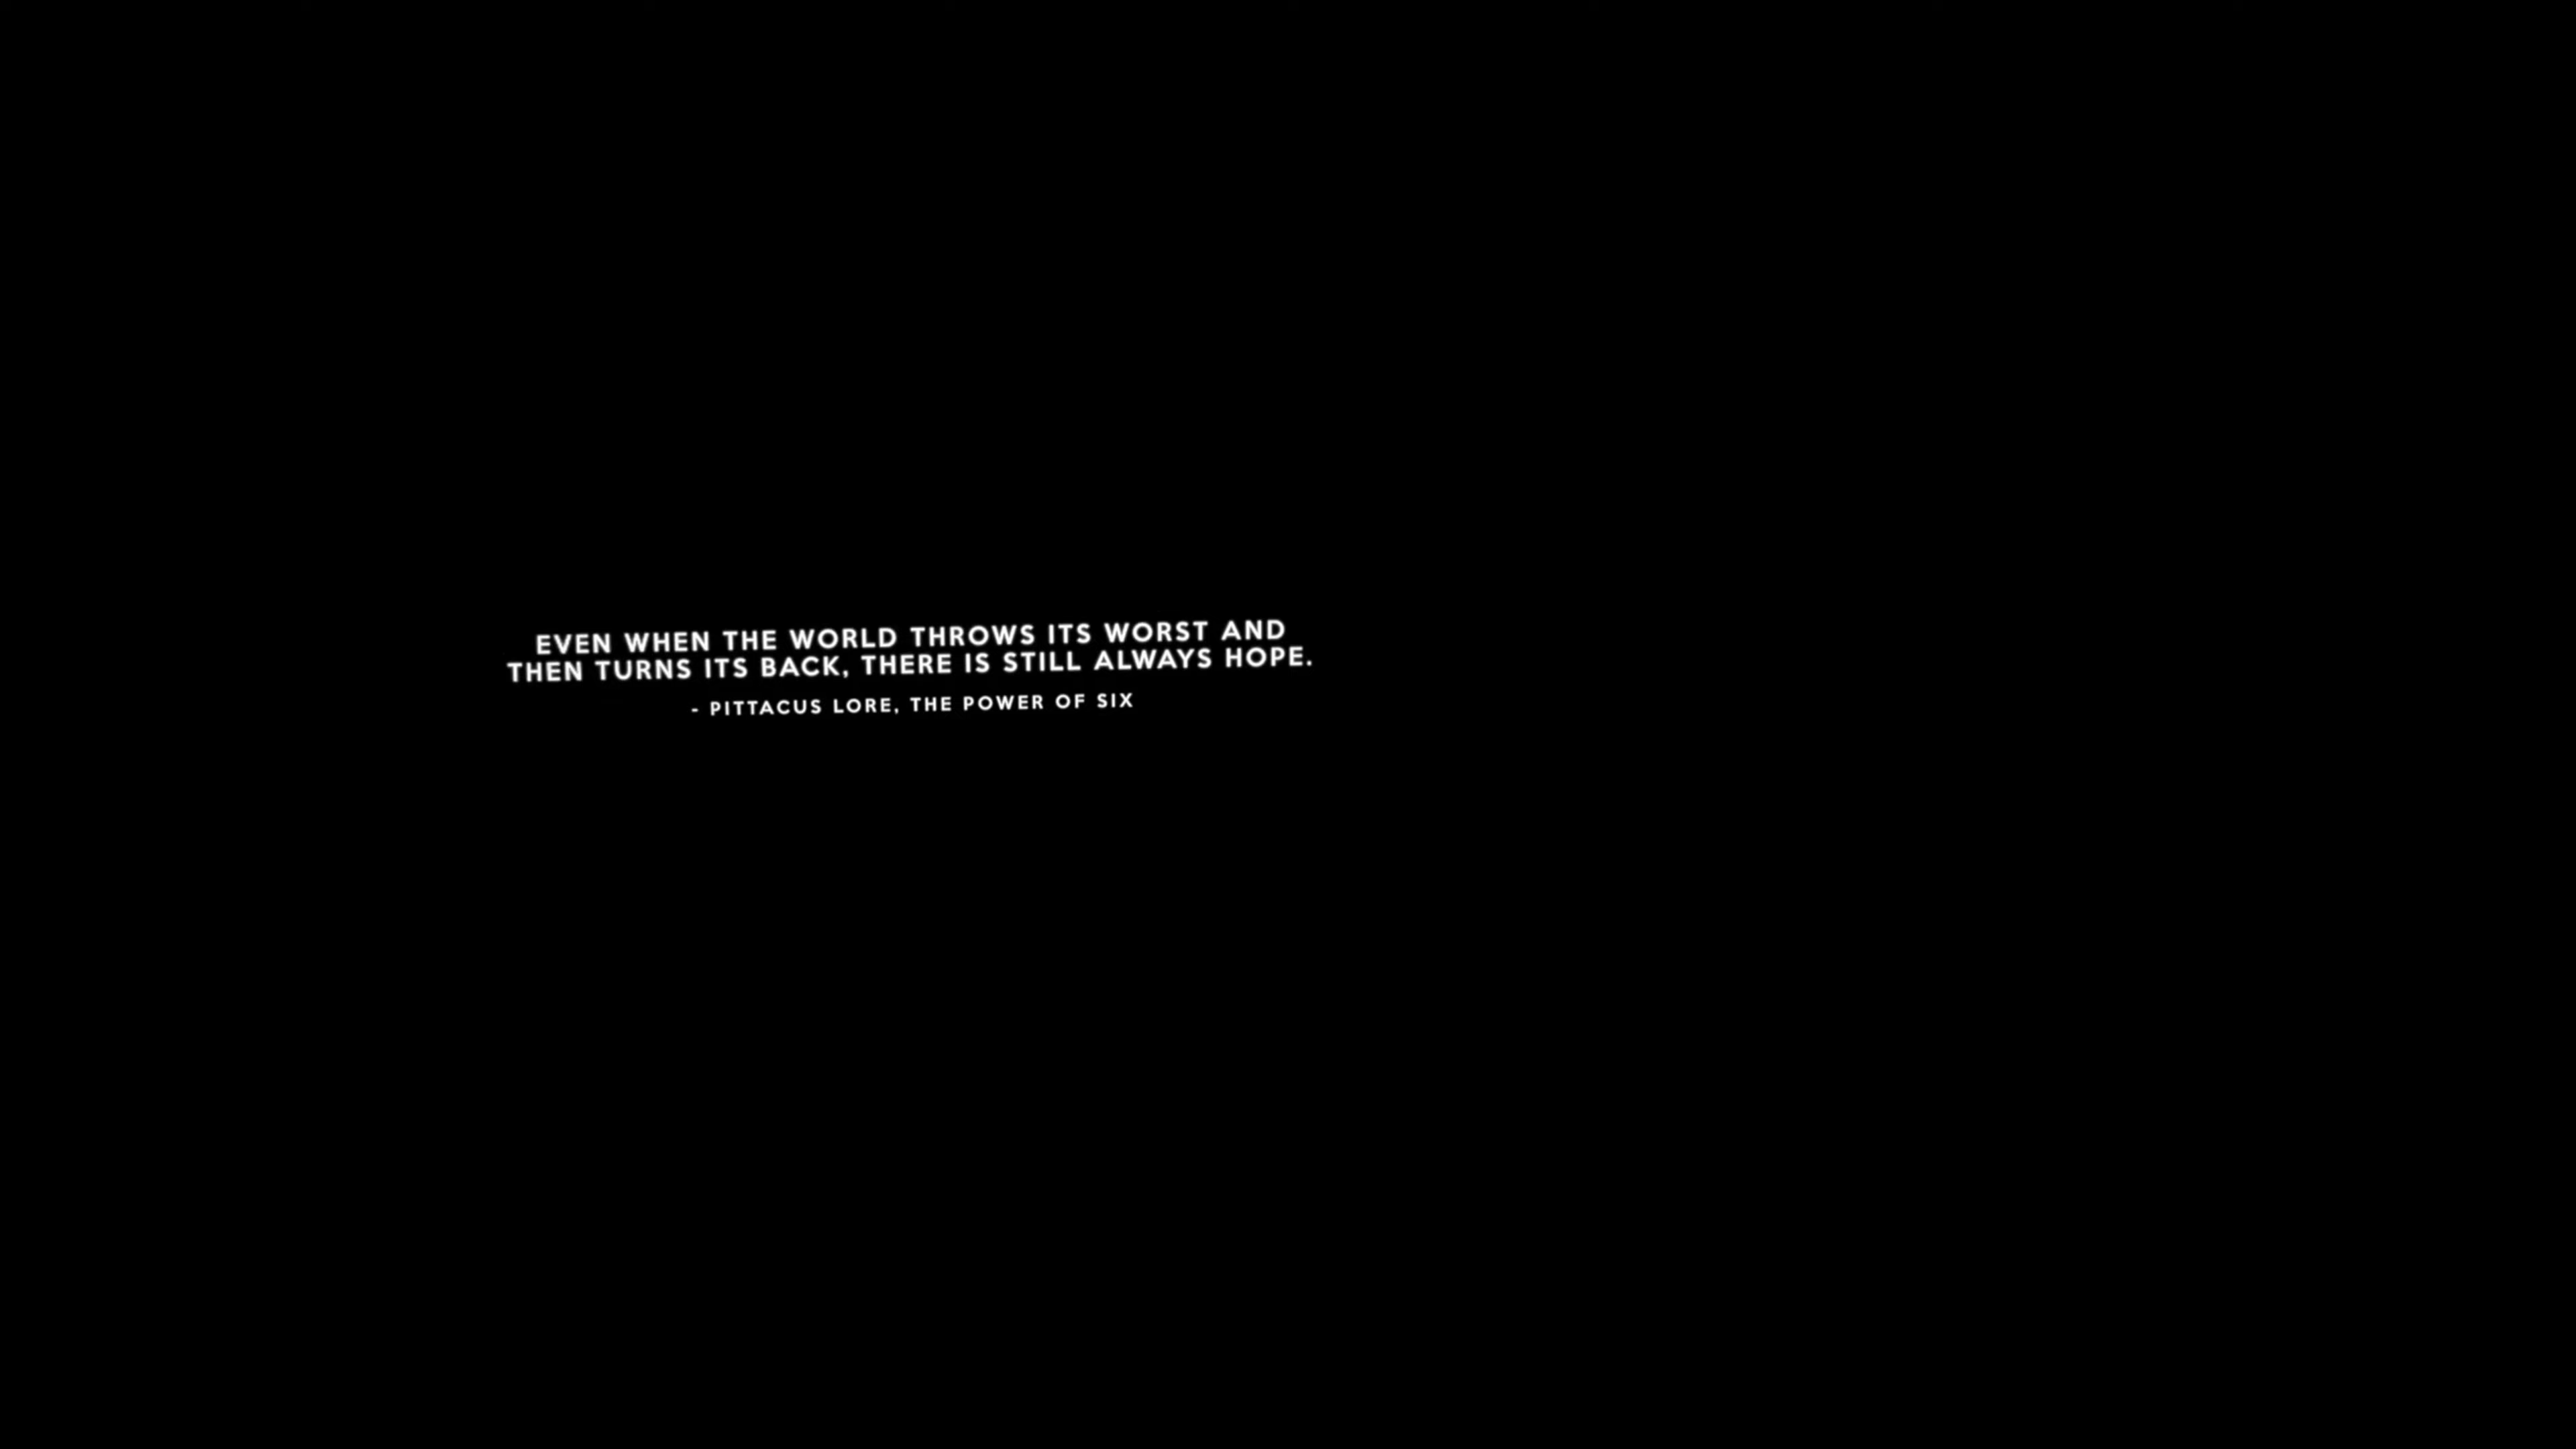 EVEN WHEN THE WORLD THROWS ITS WORST AND
THEN TURNS ITS BACK, THERE IS STILL ALWAYS HOPE.
- PITTACUS LORE, THE POWER OF SIX